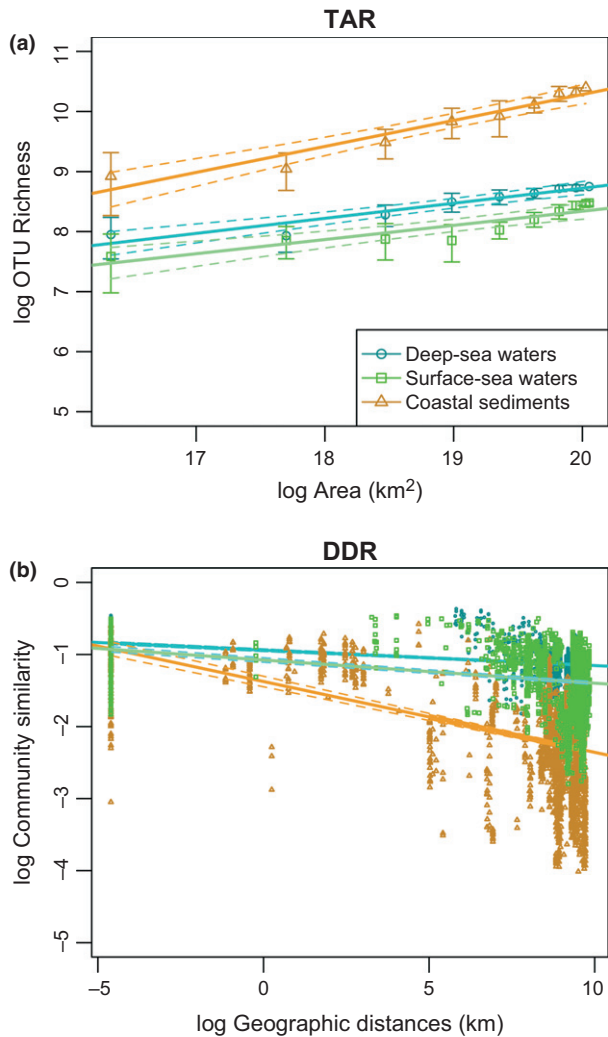 TAR
(a)
11
10
9
8
7
6
5
log OTU Richness
Deep-sea waters
Surface-sea waters
Coastal sediments
17 18 19 20
log Area (km²)
DDR
(b)
0
−1
−2
−3
−4
−5
log Community similarity
−5 0 5 10
log Geographic distances (km)